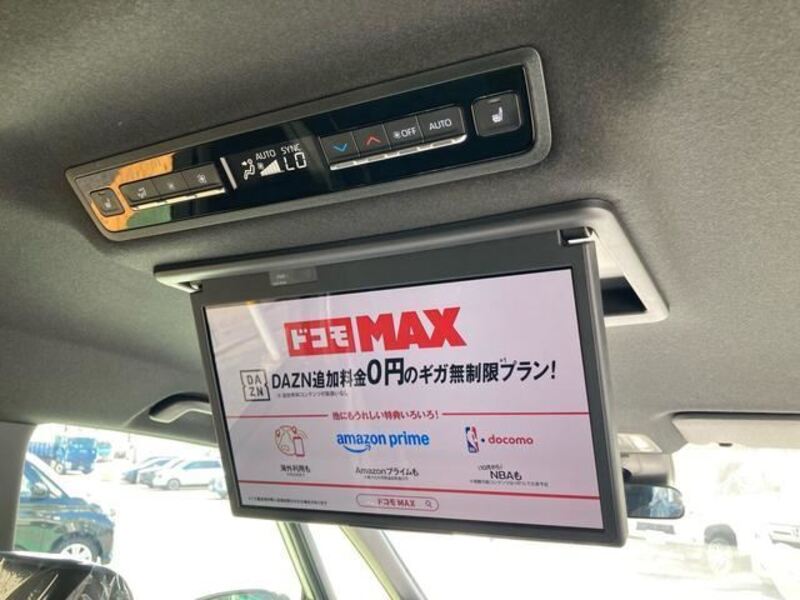 AUTO SYNC
LO
OFF
AUTO
ドコモMAX
DAZN
DAZN追加料金0円のギガ無制限プラン!
他にもうれしい特典いろいろ!
海外利用も
amazon prime
Amazonプライムも
docomo
NBAも
ドコモMAX